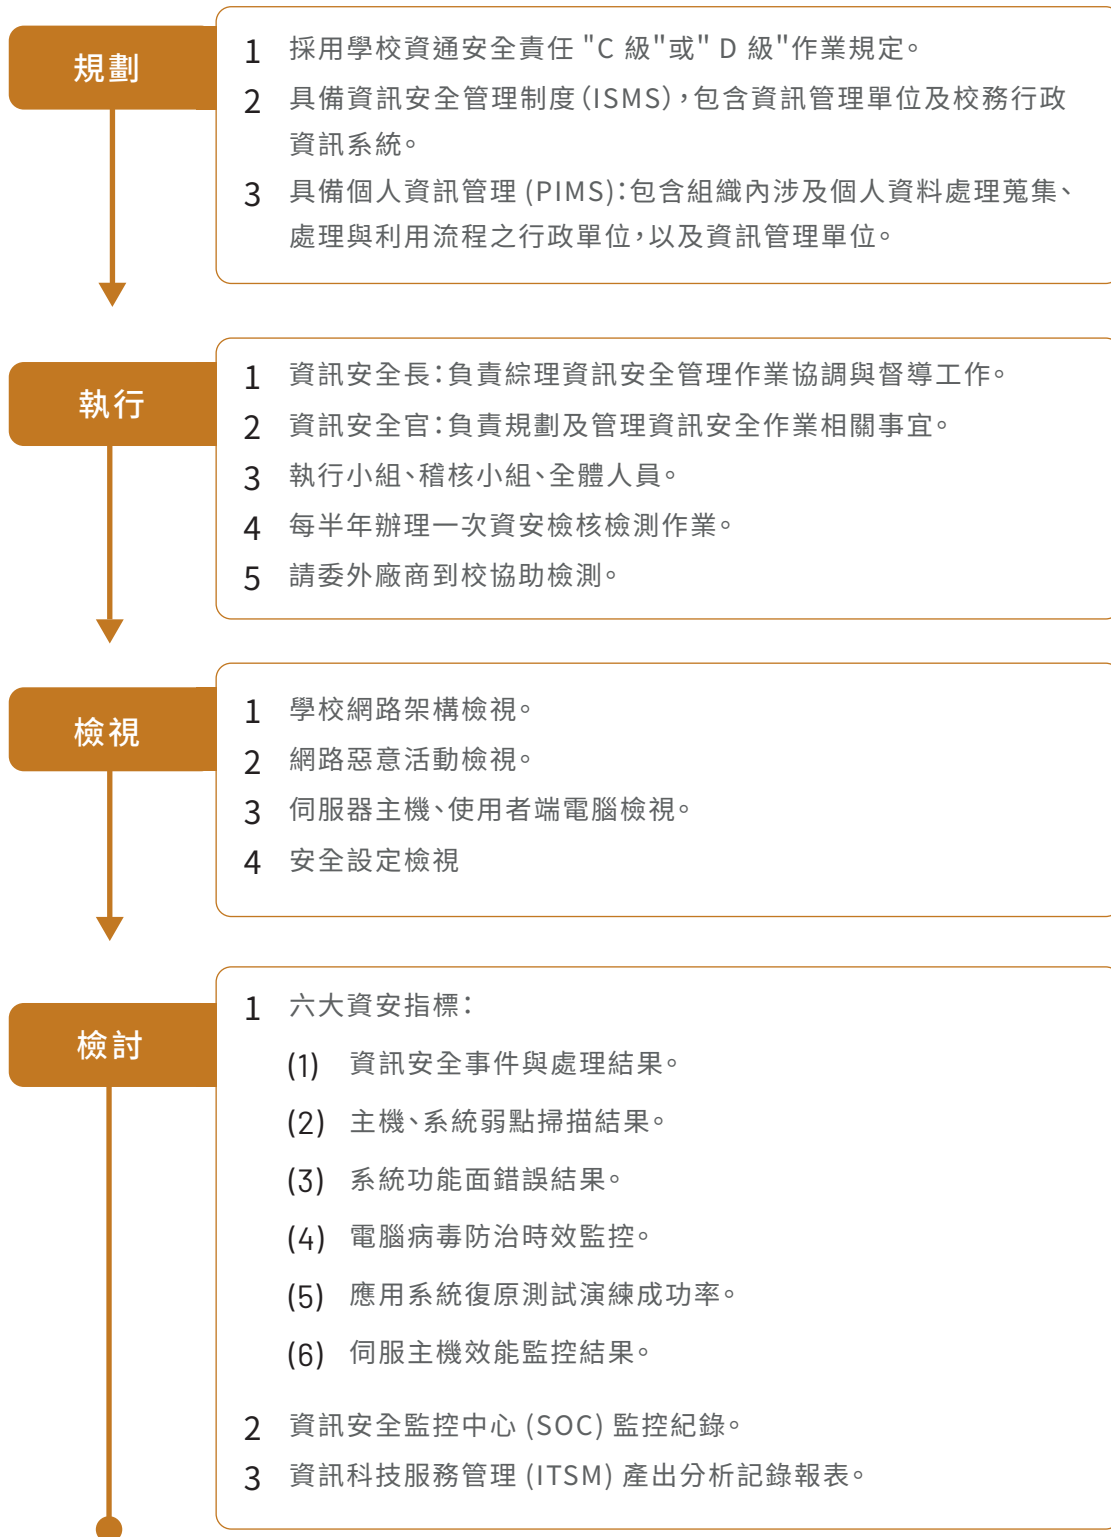 規劃
1 採用學校資通安全責任 "C 級"或" D 級"作業規定。
2 具備資訊安全管理制度(ISMS),包含資訊管理單位及校務行政
資訊系統。
3 具備個人資訊管理 (PIMS):包含組織內涉及個人資料處理蒐集、
處理與利用流程之行政單位,以及資訊管理單位。
執行
1 資訊安全長:負責綜理資訊安全管理作業協調與督導工作。
2 資訊安全官:負責規劃及管理資訊安全作業相關事宜。
3 執行小組、稽核小組、全體人員。
4 每半年辦理一次資安檢核檢測作業。
5 請委外廠商到校協助檢測。
檢視
1 學校網路架構檢視。
2 網路惡意活動檢視。
3 伺服器主機、使用者端電腦檢視。
4 安全設定檢視
檢討
1 六大資安指標:
(1) 資訊安全事件與處理結果。
(2) 主機、系統弱點掃描結果。
(3) 系統功能面錯誤結果。
(4) 電腦病毒防治時效監控。
(5) 應用系統復原測試演練成功率。
(6) 伺服主機效能監控結果。
2 資訊安全監控中心 (SOC) 監控紀錄。
3 資訊科技服務管理 (ITSM) 產出分析記錄報表。